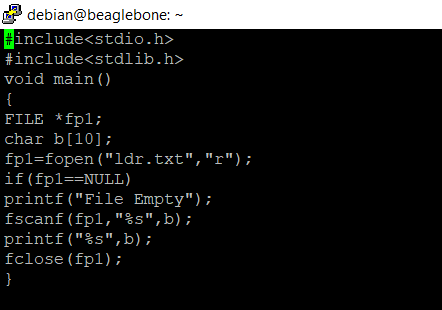 debian@beaglebone: ~
#include<stdio.h>
#include<stdlib.h>
void main()
{
FILE *fp1;
char b[10];
fp1=fopen("ldr.txt","r");
if(fp1==NULL)
printf("File Empty");
fscanf(fp1,"%s",b);
printf("%s",b);
fclose(fp1);
}